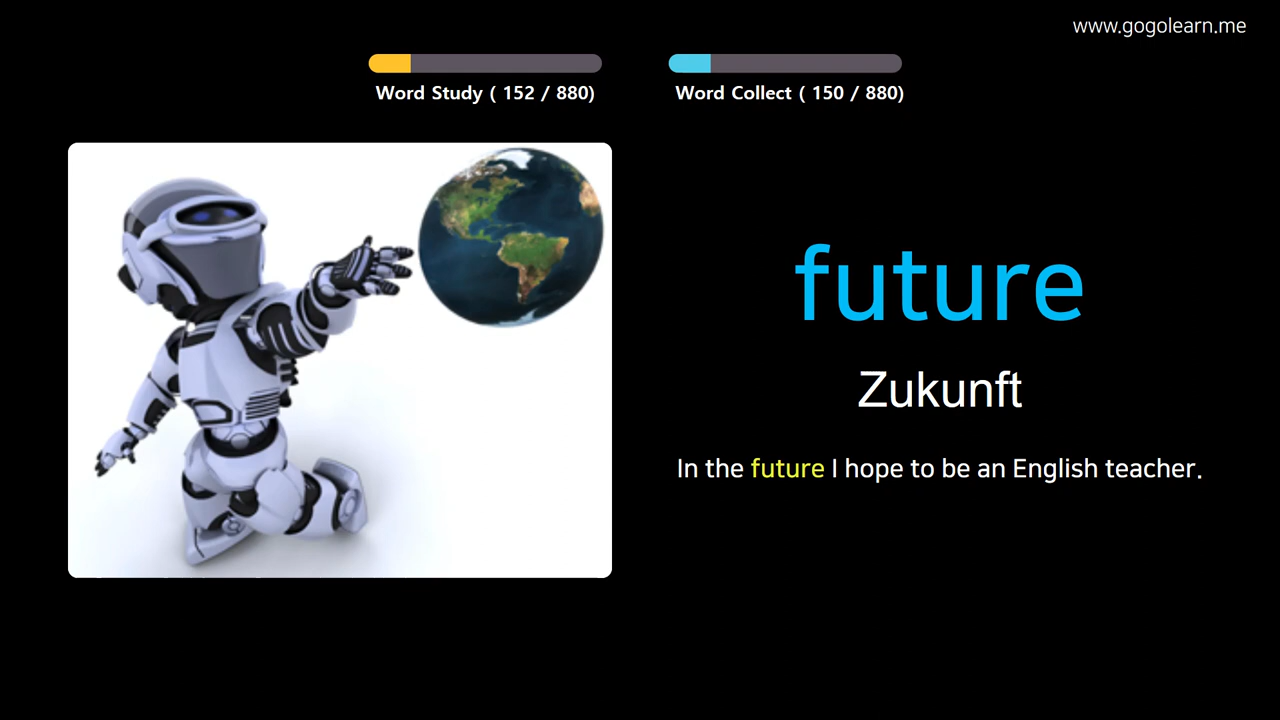 www.gogolearn.me
Word Study ( 152 / 880)
Word Collect ( 150 / 880)
future
Zukunft
In the future I hope to be an English teacher.